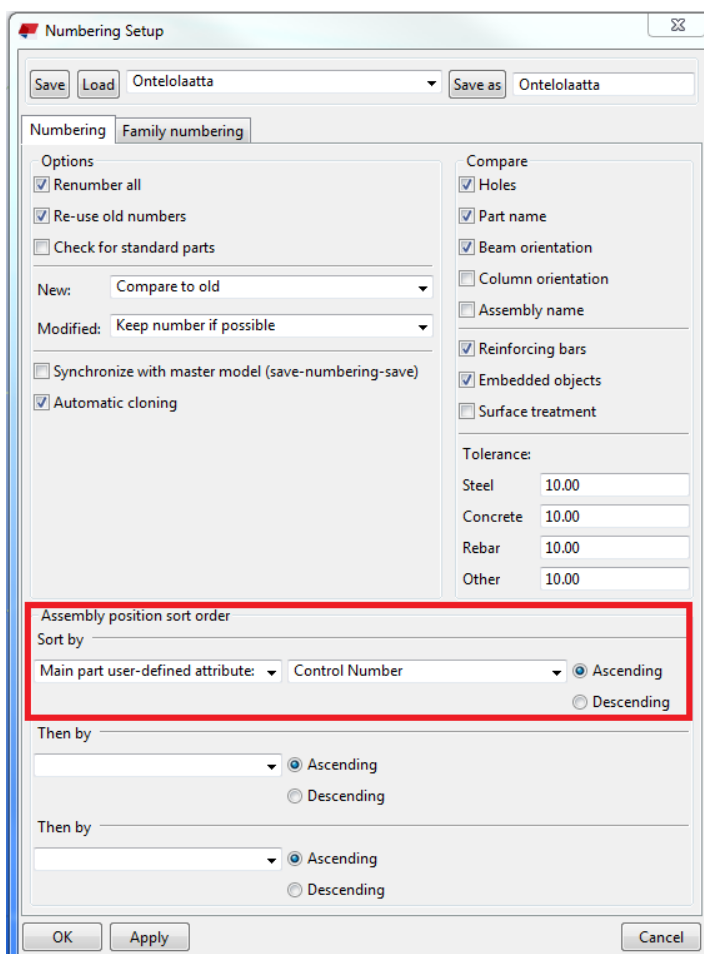 Numbering Setup
Save Load Ontelolaatta Save as Ontelolaatta
Numbering Family numbering
Options
Renumber all
Re-use old numbers
Check for standard parts
New: Compare to old
Modified: Keep number if possible
Synchronize with master model (save-numbering-save)
Automatic cloning
Compare
Holes
Part name
Beam orientation
Column orientation
Assembly name
Reinforcing bars
Embedded objects
Surface treatment
Tolerance:
Steel 10.00
Concrete 10.00
Rebar 10.00
Other 10.00
Assembly position sort order
Sort by
Main part user-defined attribute: Control Number Ascending
Descending
Then by
Ascending
Descending
Then by
Ascending
Descending
OK Apply Cancel